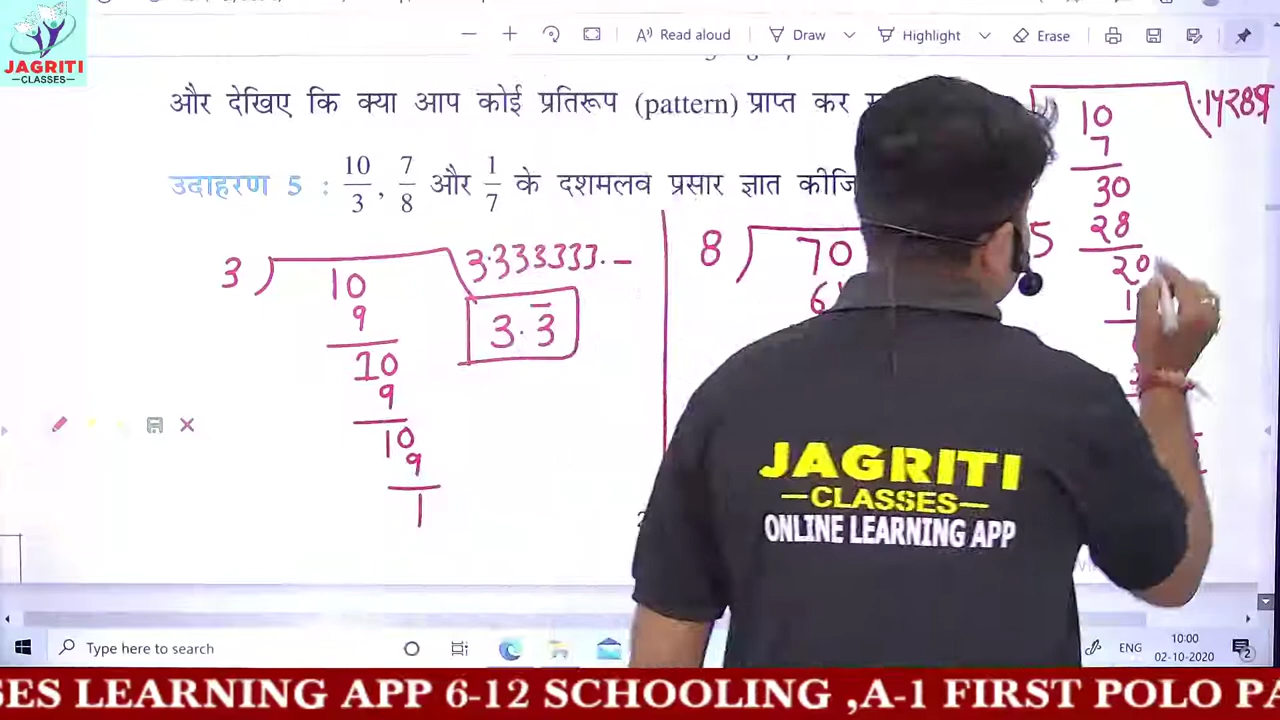 JAGRITI
CLASSES
Read aloud
Draw
Highlight
Erase
और देखिए कि क्या आप कोई प्रतिरूप (pattern) प्राप्त कर
उदाहरण 5 : 10/3, 7/8 और 1/7 के दशमलव प्रसार ज्ञात
3 ) 10
3.333333.–
9
10
9
10
9
1
3.3̅
8 ) 70
5
10
7
30
28
20
JAGRITI
CLASSES
ONLINE LEARNING APP
Type here to search
ENG
10:00
02-10-2020
2
LEARNING APP 6-12 SCHOOLING ,A-1 FIRST POLO